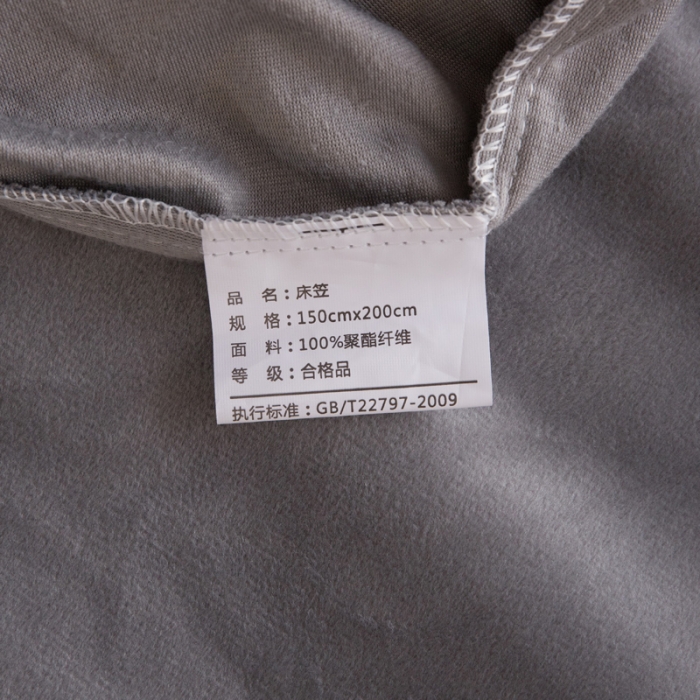 品 名：床笠
规 格：150cmx200cm
面 料：100%聚酯纤维
等 级：合格品
执行标准：GB/T22797-2009